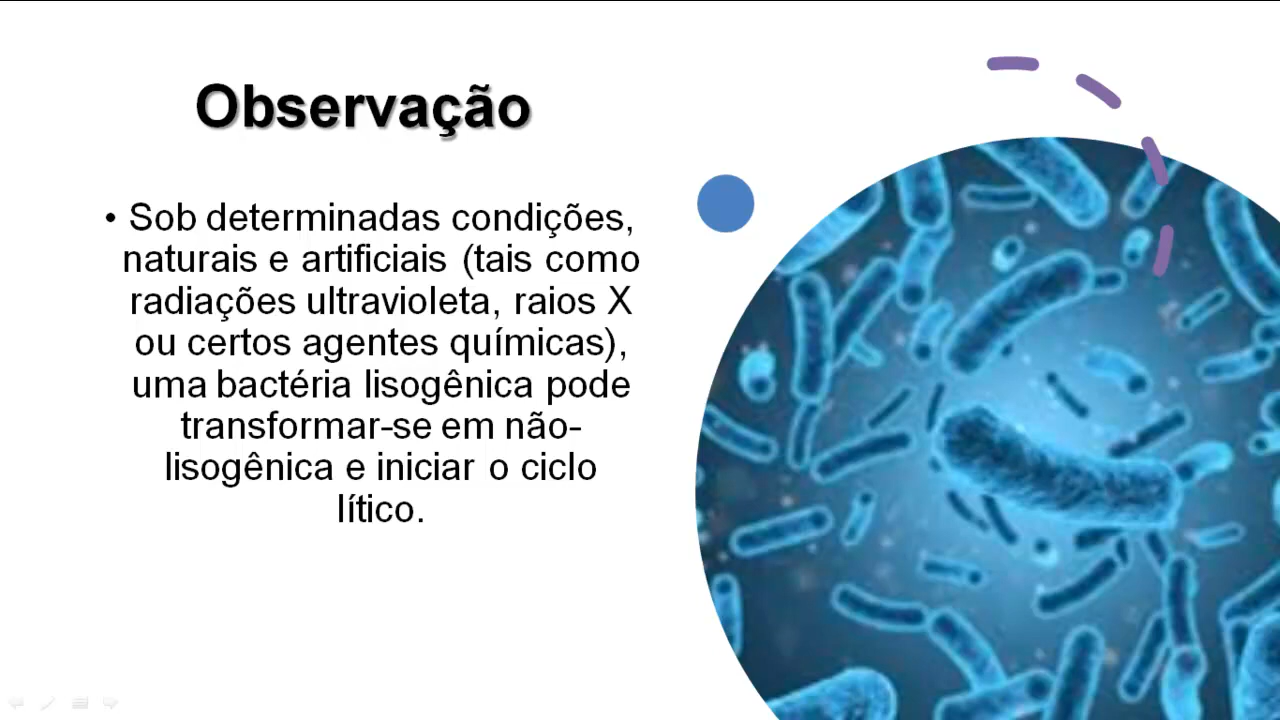 Observação
• Sob determinadas condições,
naturais e artificiais (tais como
radiações ultravioleta, raios X
ou certos agentes químicas),
uma bactéria lisogênica pode
transformar-se em não-
lisogênica e iniciar o ciclo
lítico.